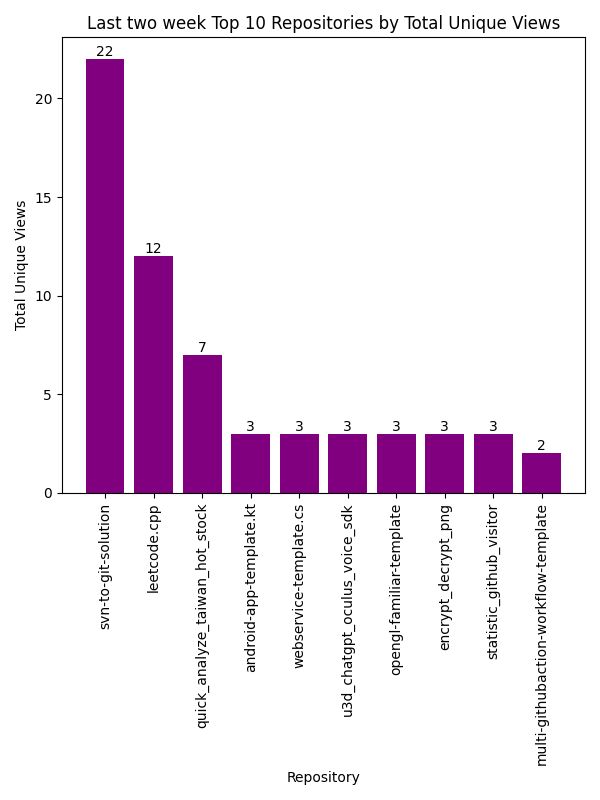 Last two week Top 10 Repositories by Total Unique Views
Total Unique Views
20
15
10
5
0
22
12
7
3
3
3
3
3
3
2
svn-to-git-solution
leetcode.cpp
quick_analyze_taiwan_hot_stock
android-app-template.kt
webservice-template.cs
u3d_chatgpt_oculus_voice_sdk
opengl-familiar-template
encrypt_decrypt_png
statistic_github_visitor
multi-githubaction-workflow-template
Repository